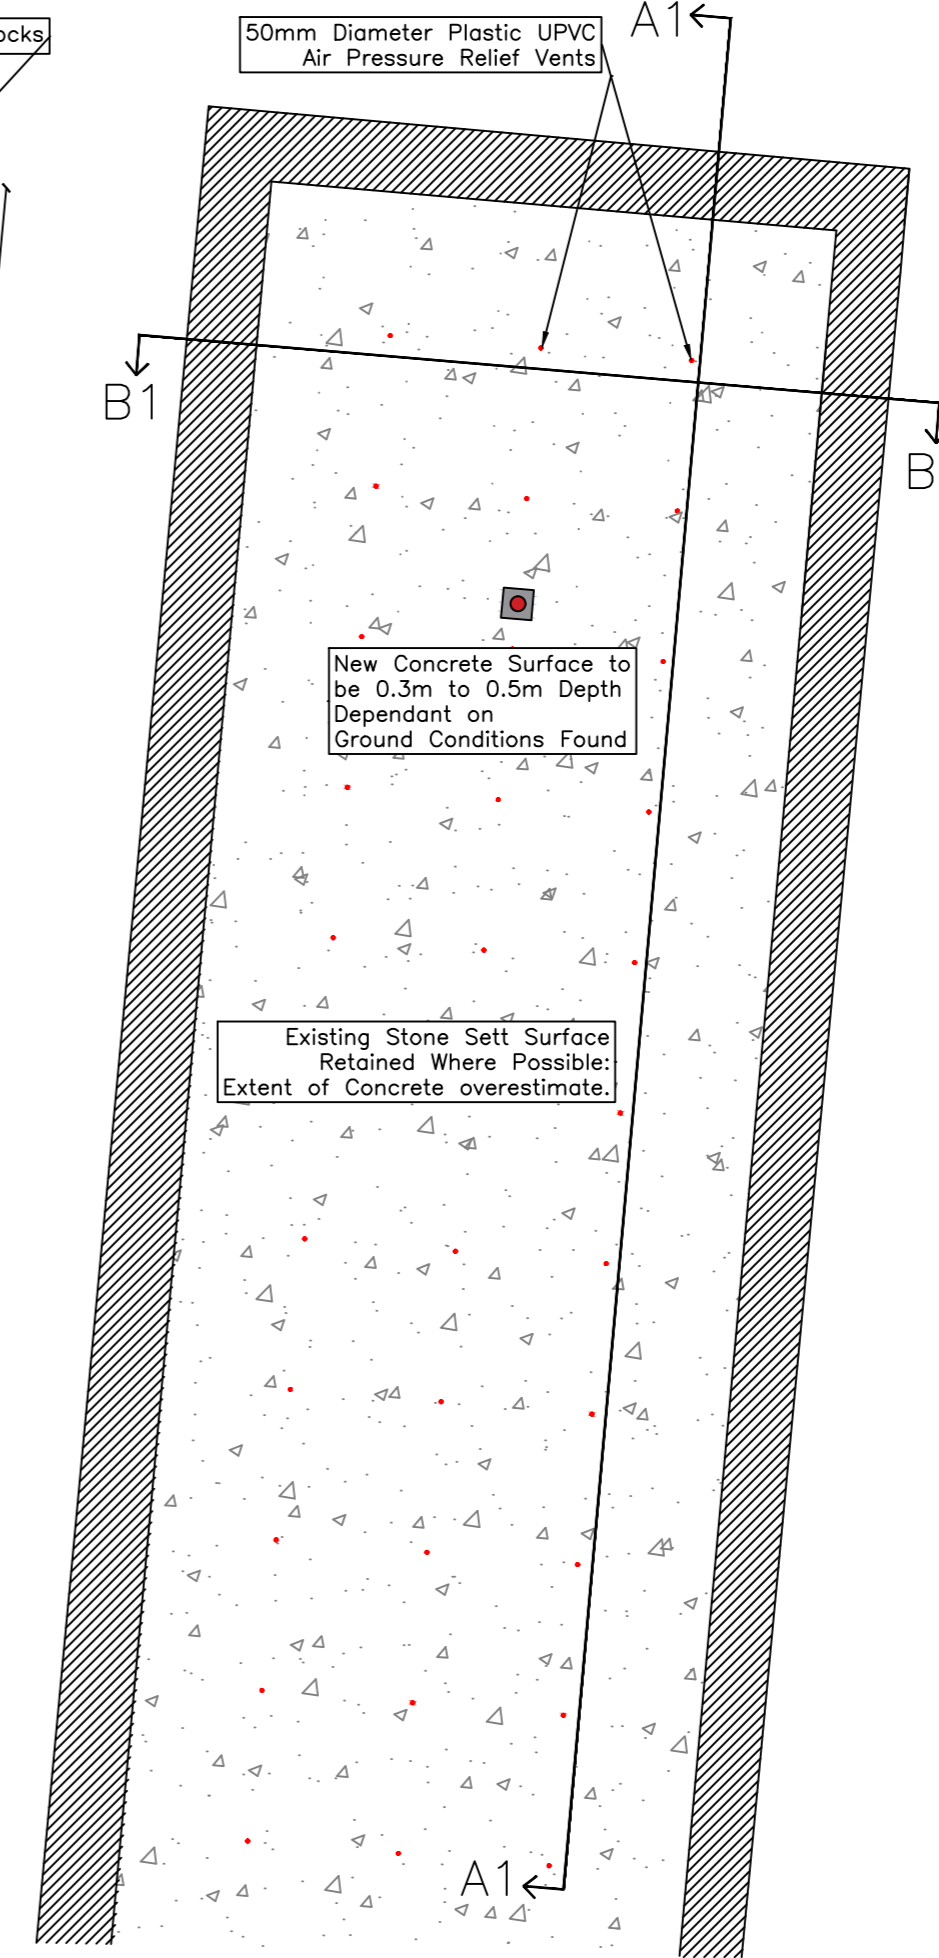 ocks
50mm Diameter Plastic UPVC
Air Pressure Relief Vents
A1
B1
B
New Concrete Surface to
be 0.3m to 0.5m Depth
Dependant on
Ground Conditions Found
Existing Stone Sett Surface
Retained Where Possible:
Extent of Concrete overestimate.
A1